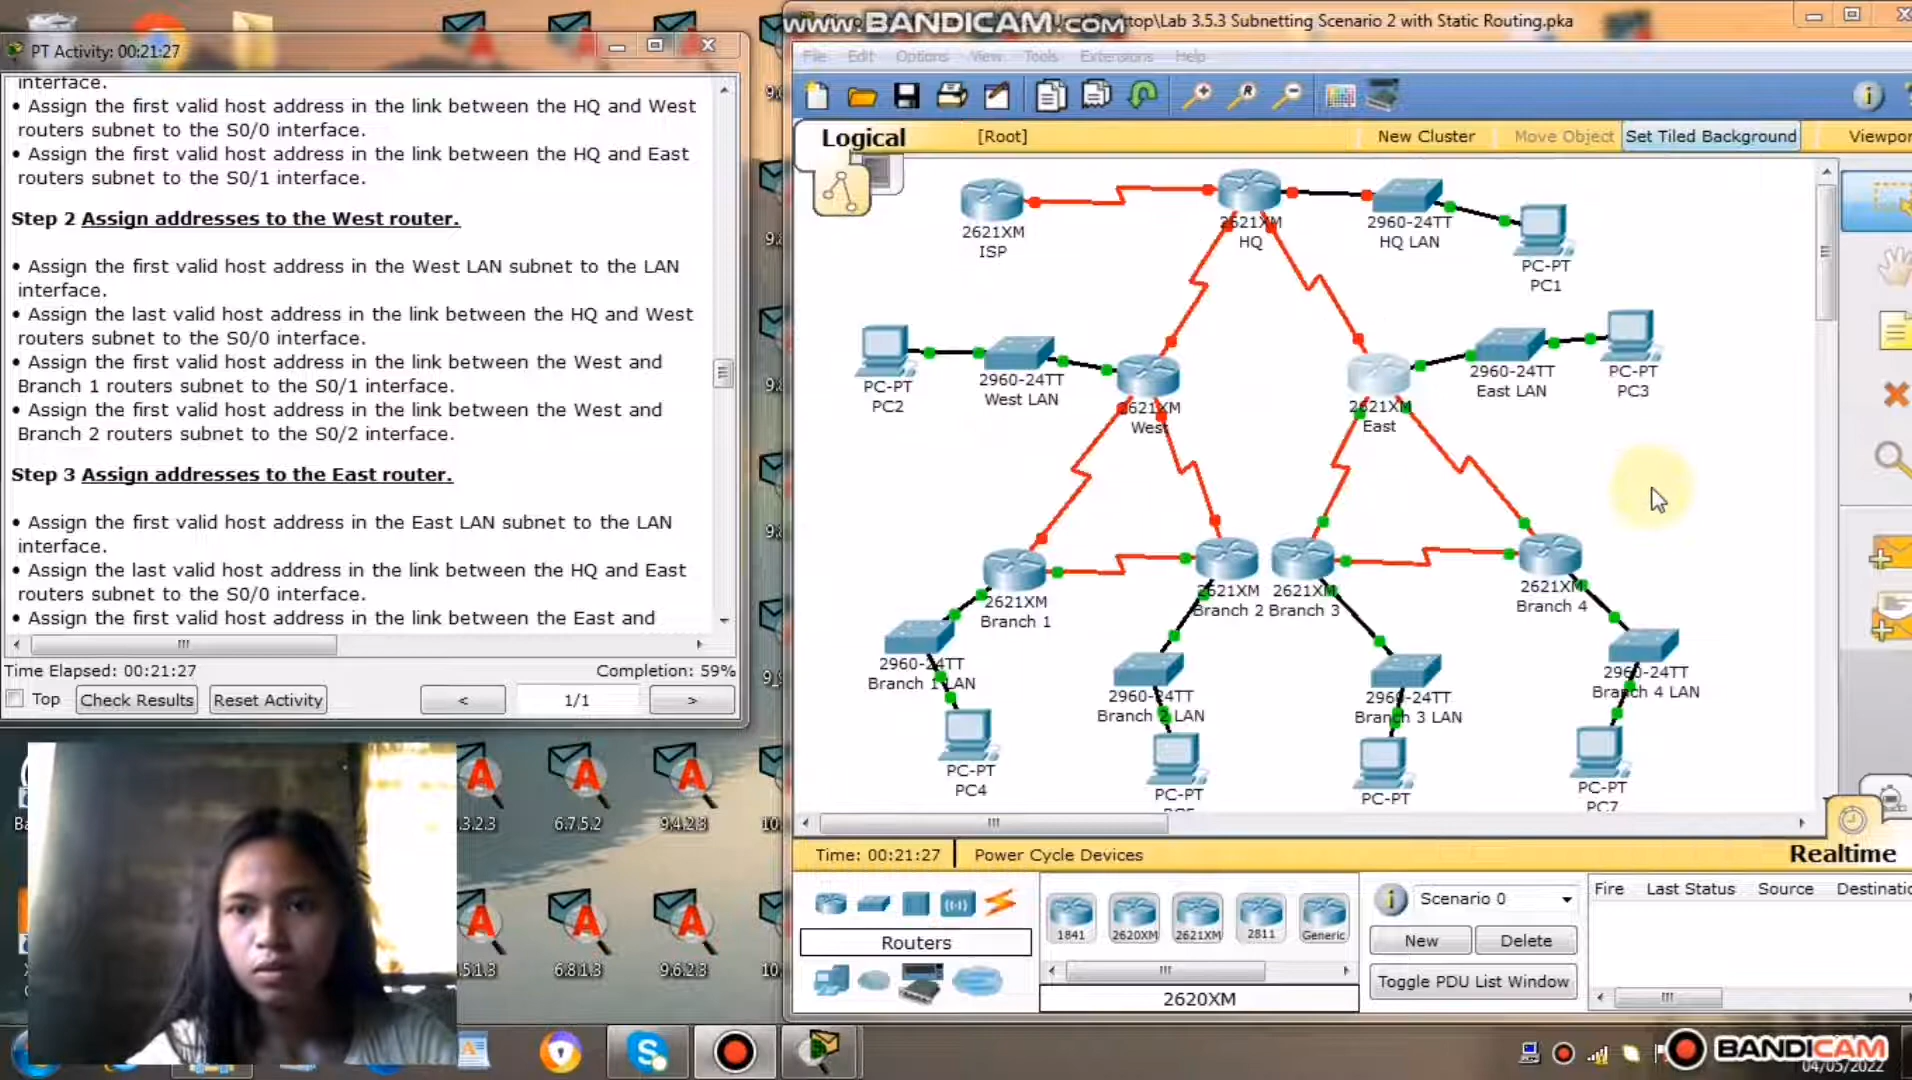 www.BANDICAM.com
top\Lab 3.5.3 Subnetting Scenario 2 with Static Routing.pka
PT Activity: 00:21:27
interface.
• Assign the first valid host address in the link between the HQ and West
routers subnet to the S0/0 interface.
• Assign the first valid host address in the link between the HQ and East
routers subnet to the S0/1 interface.
Step 2 Assign addresses to the West router.
• Assign the first valid host address in the West LAN subnet to the LAN
interface.
• Assign the last valid host address in the link between the HQ and West
routers subnet to the S0/0 interface.
• Assign the first valid host address in the link between the West and
Branch 1 routers subnet to the S0/1 interface.
• Assign the first valid host address in the link between the West and
Branch 2 routers subnet to the S0/2 interface.
Step 3 Assign addresses to the East router.
• Assign the first valid host address in the East LAN subnet to the LAN
interface.
• Assign the last valid host address in the link between the HQ and East
routers subnet to the S0/0 interface.
• Assign the first valid host address in the link between the East and
Time Elapsed: 00:21:27
Completion: 59%
Top
Check Results
Reset Activity
<
1/1
>
File Edit Options View Tools Extensions Help
Logical
[Root]
New Cluster
Move Object
Set Tiled Background
Viewpor
2621XM
ISP
2621XM
HQ
2960-24TT
HQ LAN
PC-PT
PC1
PC-PT
PC2
2960-24TT
West LAN
2621XM
West
2621XM
East
2960-24TT
East LAN
PC-PT
PC3
2621XM
Branch 1
2621XM
Branch 2
2621XM
Branch 3
2621XM
Branch 4
2960-24TT
Branch 1 LAN
2960-24TT
Branch 2 LAN
2960-24TT
Branch 3 LAN
2960-24TT
Branch 4 LAN
PC-PT
PC4
PC-PT
PC-PT
PC-PT
PC7
Time: 00:21:27
Power Cycle Devices
Realtime
Routers
1841
2620XM
2621XM
2811
Generic
2620XM
Scenario 0
New
Delete
Toggle PDU List Window
Fire
Last Status
Source
Destinatio
.3.2.3
6.7.5.2
9.4.2.3
10.
.5.1.3
6.8.1.3
9.6.2.3
10.
BANDICAM
04/05/2022